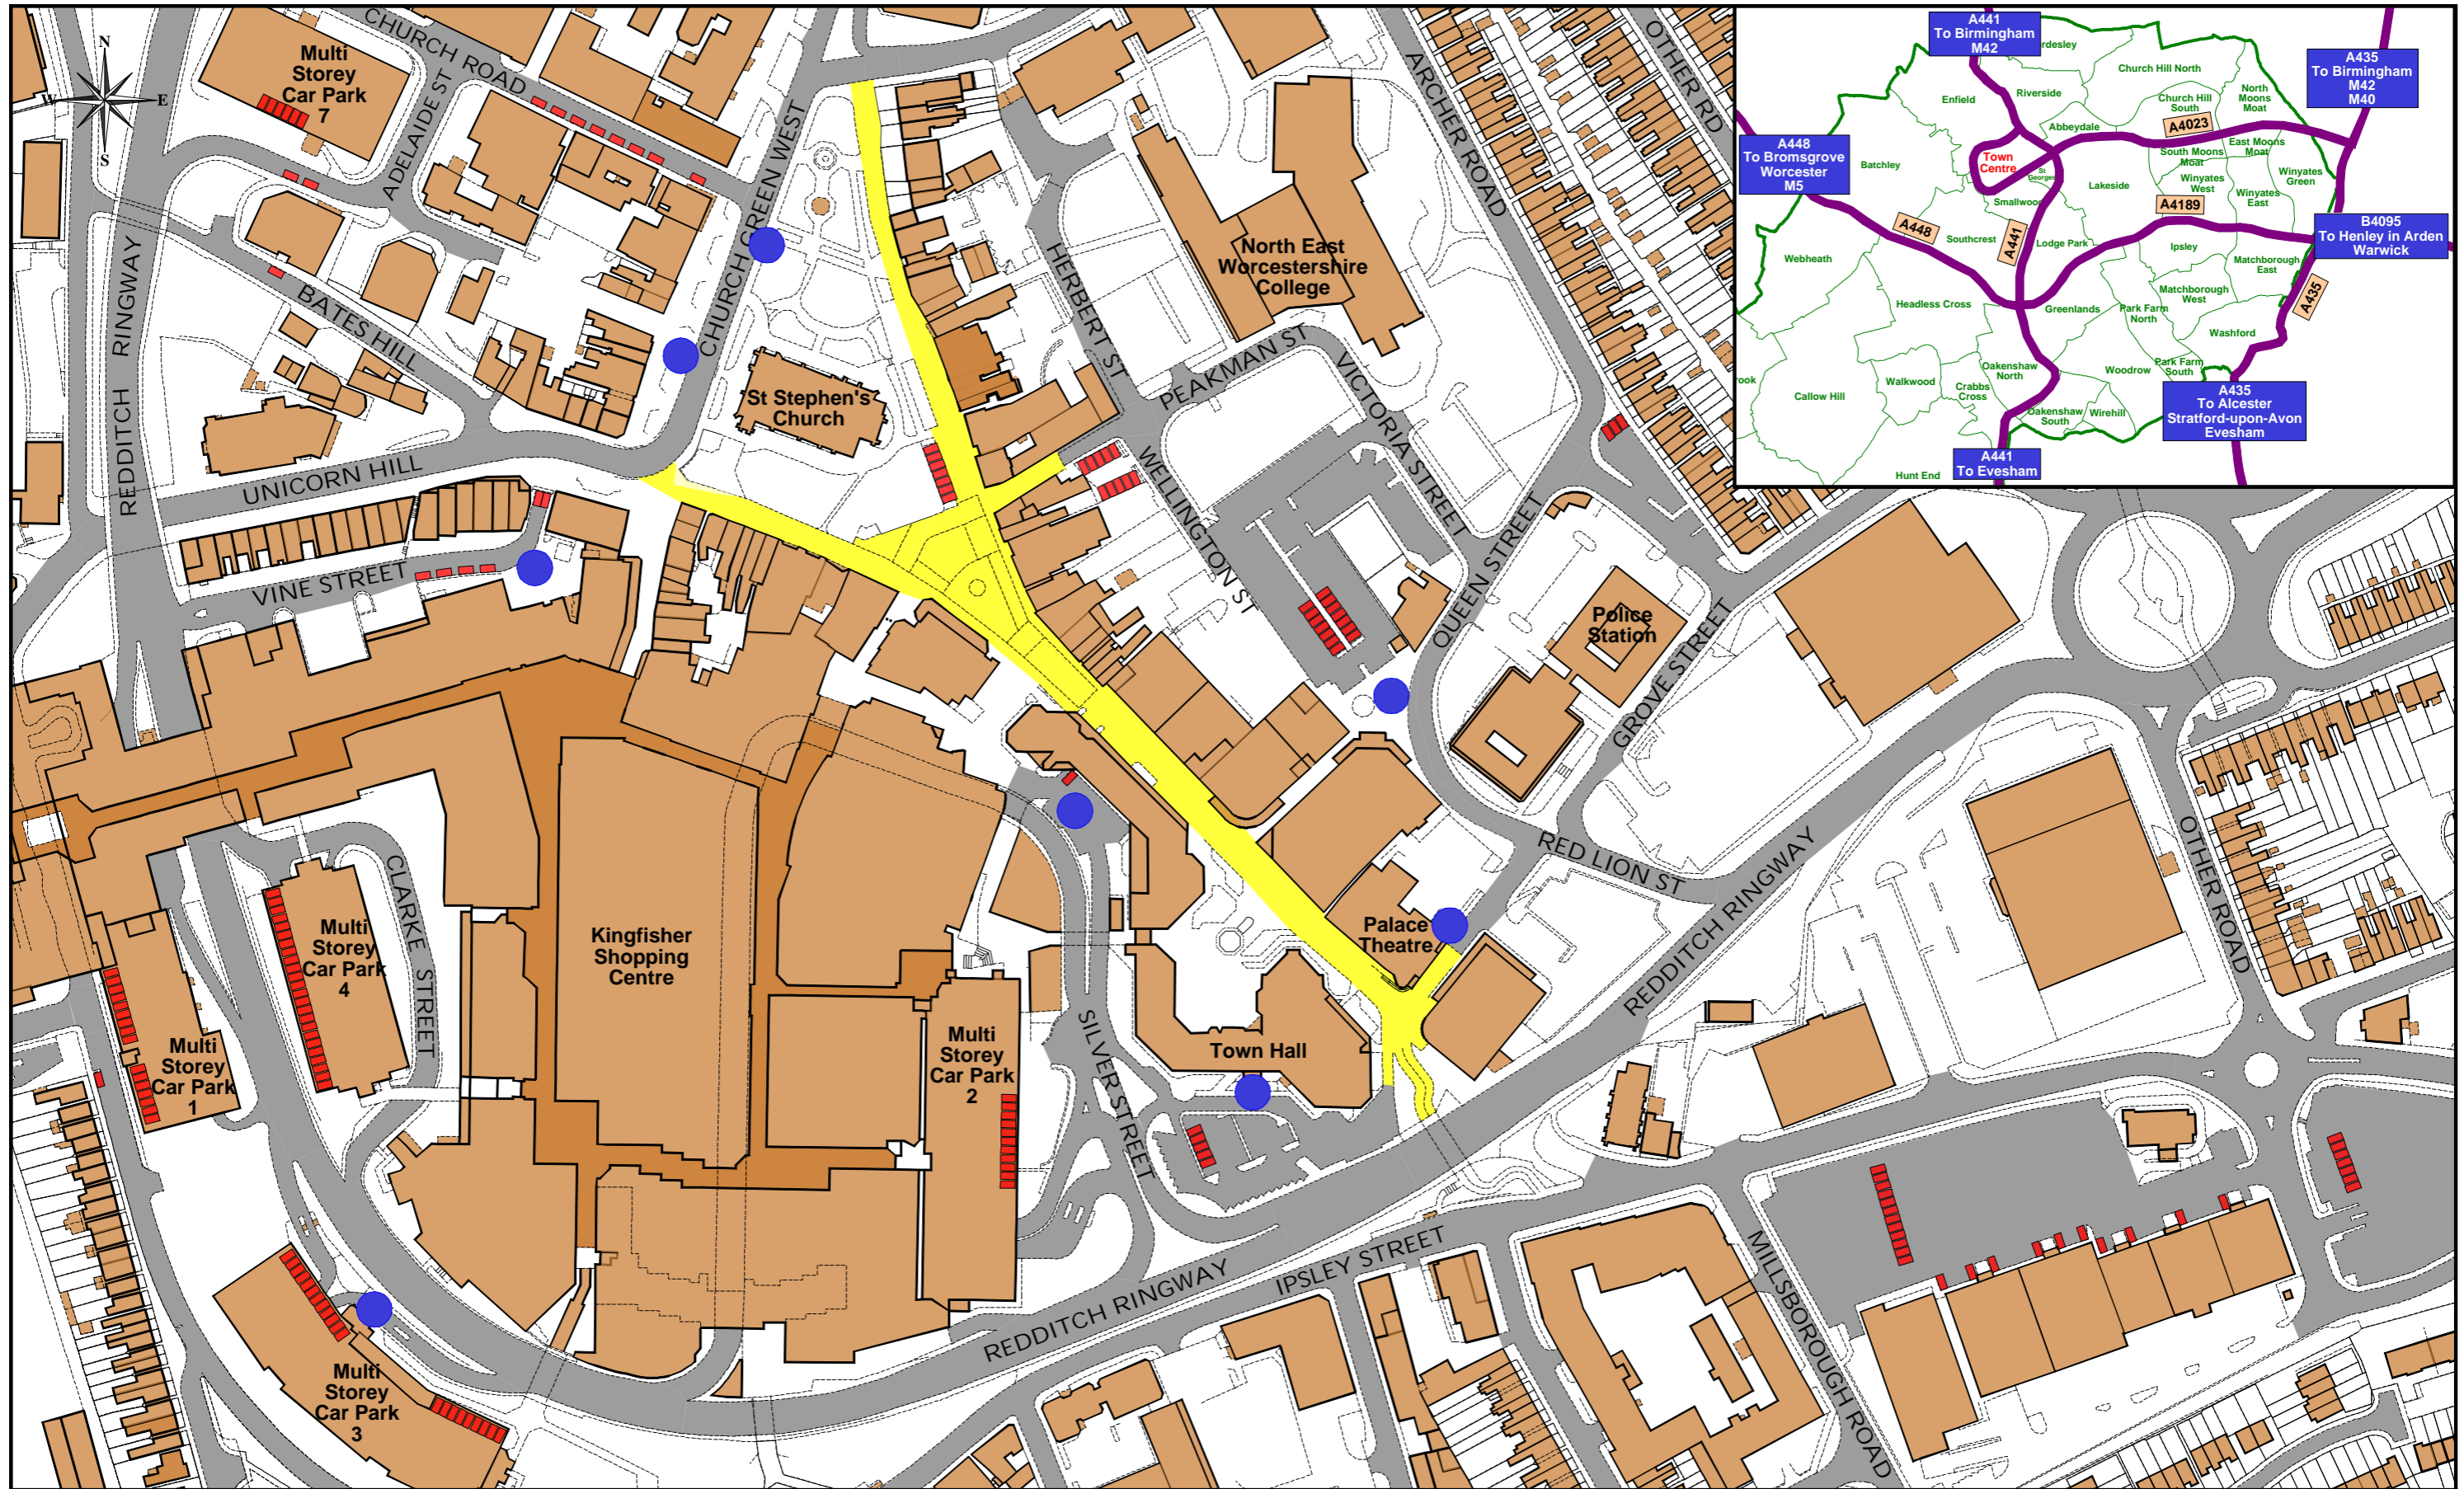 CHURCH ROAD
Multi
Storey
Car Park
7
N
W
E
S
ADELAIDE ST
CHURCH GREEN WEST
ARCHER ROAD
OTHER RD
HERBERT ST
North East
Worcestershire
College
REDDITCH RINGWAY
BATES HILL
St Stephen's
Church
PEAKMAN ST
VICTORIA STREET
UNICORN HILL
WELLINGTON ST
QUEEN STREET
VINE STREET
Police
Station
GROVE STREET
RED LION ST
REDDITCH RINGWAY
OTHER ROAD
CLARKE STREET
Multi
Storey
Car Park
4
Kingfisher
Shopping
Centre
Palace
Theatre
Multi
Storey
Car Park
1
Multi
Storey
Car Park
2
SILVER STREET
Town Hall
REDDITCH RINGWAY
IPSLEY STREET
MILLSBOROUGH ROAD
Multi
Storey
Car Park
3
A441
To Birmingham
M42
rdesley
Church Hill North
A435
To Birmingham
M42
M40
Enfield
Riverside
Church Hill
South
North
Moons
Moat
Abbeydale
A4023
A448
To Bromsgrove
Worcester
M5
Batchley
Town
Centre
St
Georges
South Moons
Moat
East Moons
Moat
Lakeside
Winyates
West
Winyates
East
Winyates
Green
Smallwood
A4189
A448
Southcrest
A441
Lodge Park
Ipsley
B4095
To Henley in Arden
Warwick
Webheath
Matchborough
East
Matchborough
West
A435
Headless Cross
Greenlands
Park Farm
North
Washford
Oakenshaw
North
Woodrow
Park Farm
South
rook
Walkwood
Crabbs
Cross
Callow Hill
Oakenshaw
South
Wirehill
A435
To Alcester
Stratford-upon-Avon
Evesham
A441
To Evesham
Hunt End